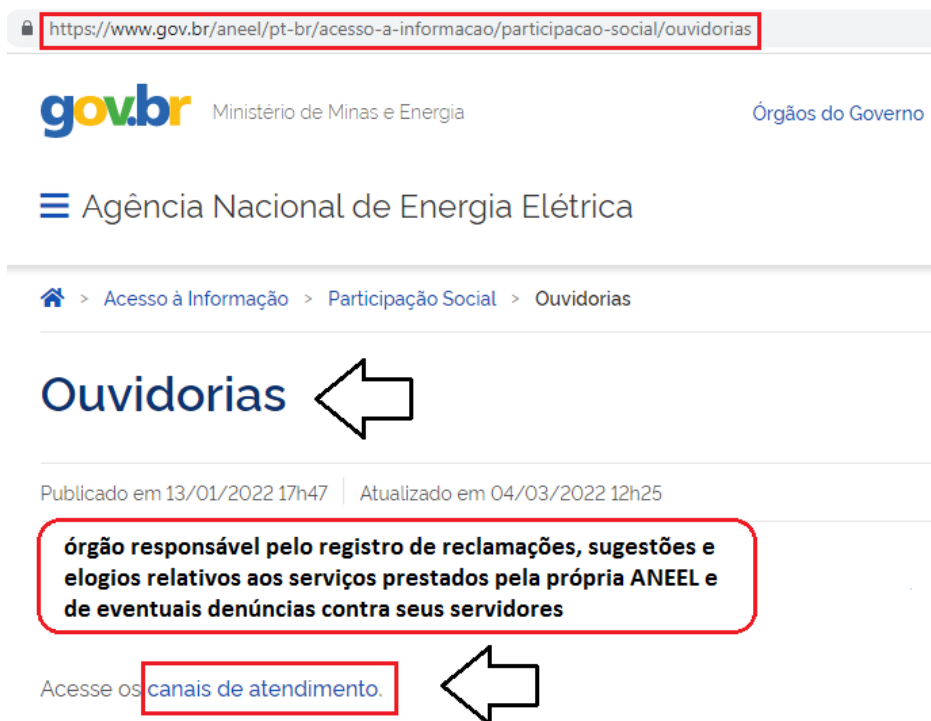 https://www.gov.br/aneel/pt-br/acesso-a-informacao/participacao-social/ouvidorias
gov.br Ministério de Minas e Energia Órgãos do Governo
Agência Nacional de Energia Elétrica
> Acesso à Informação > Participação Social > Ouvidorias
Ouvidorias
Publicado em 13/01/2022 17h47 Atualizado em 04/03/2022 12h25
órgão responsável pelo registro de reclamações, sugestões e
elogios relativos aos serviços prestados pela própria ANEEL e
de eventuais denúncias contra seus servidores
Acesse os canais de atendimento.